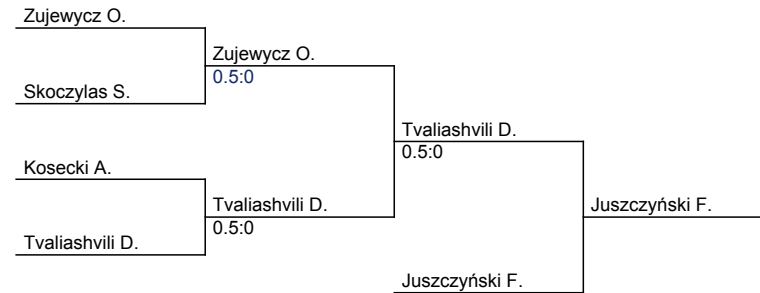 Zujewycz O.
Zujewycz O.
0.5:0
Skoczylas S.
Tvaliashvili D.
0.5:0
Kosecki A.
Tvaliashvili D.
0.5:0
Juszczyński F.
Tvaliashvili D.
Juszczyński F.